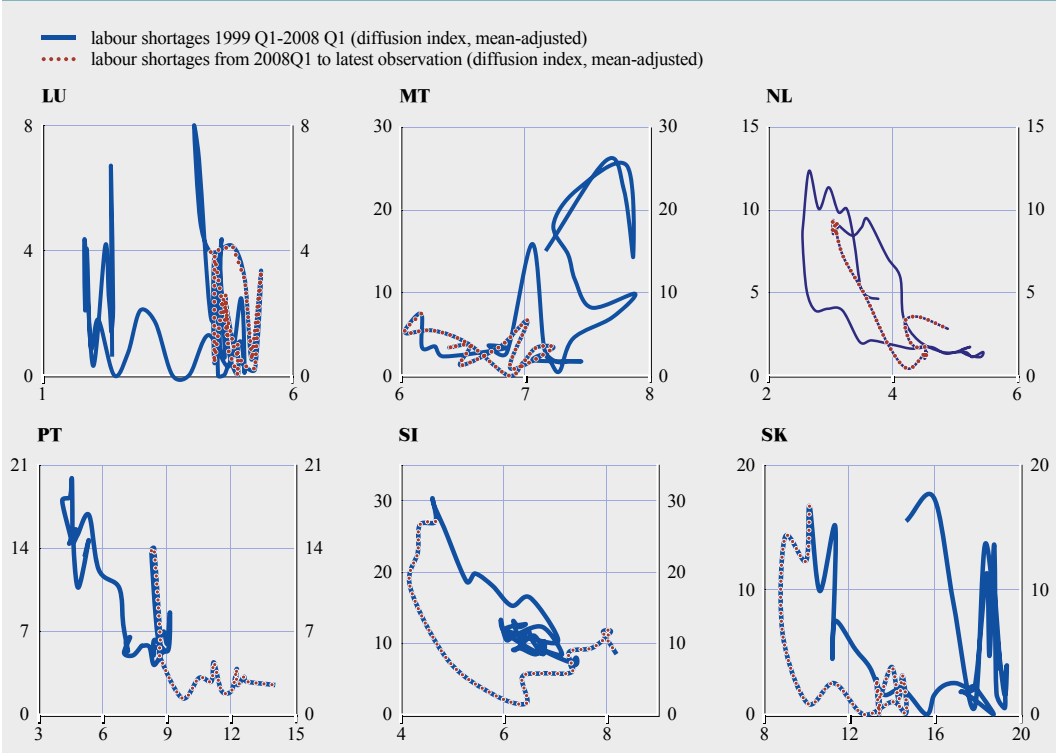 labour shortages 1999 Q1-2008 Q1 (diffusion index, mean-adjusted)
labour shortages from 2008Q1 to latest observation (diffusion index, mean-adjusted)
LU MT NL
8 8 30 30 15 15
20 20 10 10
4 4
10 10 5 5
0 0 0 0 0 0
1 6 6 7 8 2 4 6
PT SI SK
21 21 20 20
30 30
14 14
20 20
10 10
7 7
10 10
0 0 0 0 0 0
3 6 9 12 15 4 6 8 8 12 16 20